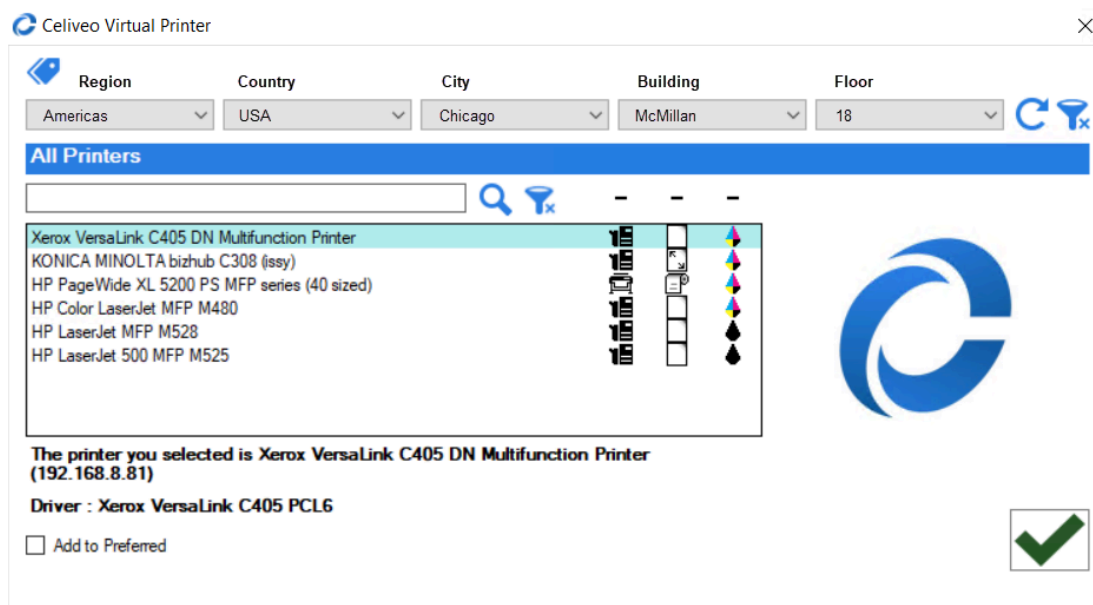 Celiveo Virtual Printer
Region Country City Building Floor
Americas USA Chicago McMillan 18
All Printers
- - -
Xerox VersaLink C405 DN Multifunction Printer
KONICA MINOLTA bizhub C308 (issy)
HP PageWide XL 5200 PS MFP series (40 sized)
HP Color LaserJet MFP M480
HP LaserJet MFP M528
HP LaserJet 500 MFP M525
The printer you selected is Xerox VersaLink C405 DN Multifunction Printer
(192.168.8.81)
Driver : Xerox VersaLink C405 PCL6
Add to Preferred